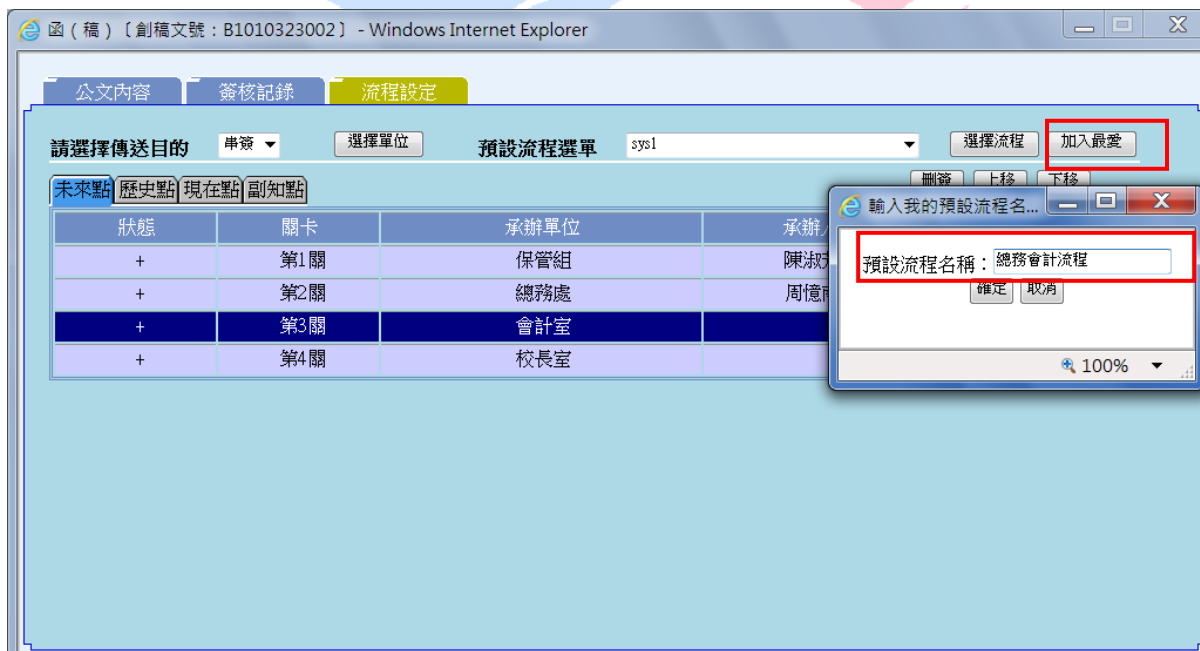 函（稿）〔創稿文號：B1010323002〕 - Windows Internet Explorer
公文內容 簽核記錄 流程設定
請選擇傳送目的 串簽 選擇單位 預設流程選單 sys1 選擇流程 加入最愛
刪簽 上移 下移
未來點 歷史點 現在點 副知點
狀態 關卡 承辦單位 承辦
+ 第1關 保管組 陳淑
+ 第2關 總務處 周憶
+ 第3關 會計室
+ 第4關 校長室
輸入我的預設流程名...
預設流程名稱：總務會計流程
確定 取消
100%